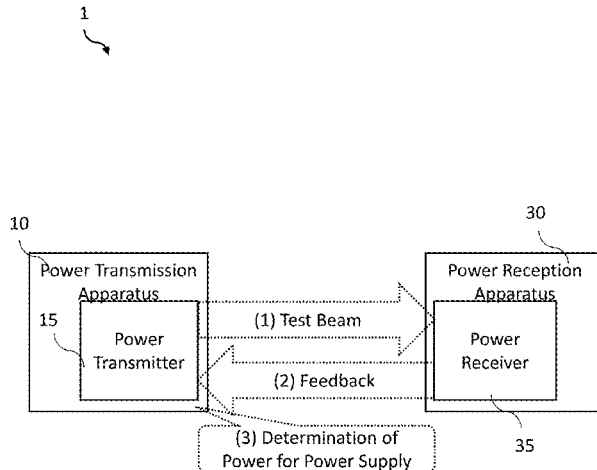 1
10
30
Power Transmission
Apparatus
Power Reception
Apparatus
15
(1) Test Beam
Power
Transmitter
Power
Receiver
(2) Feedback
35
(3) Determination of
Power for Power Supply